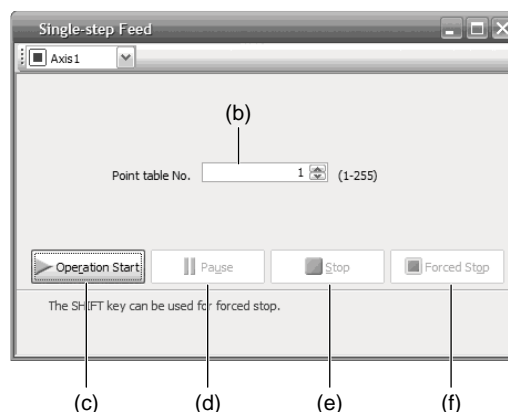 Single-step Feed
Axis1
(b)
Point table No. 1 (1-255)
Operation Start Pause Stop Forced Stop
The SHIFT key can be used for forced stop.
(c) (d) (e) (f)